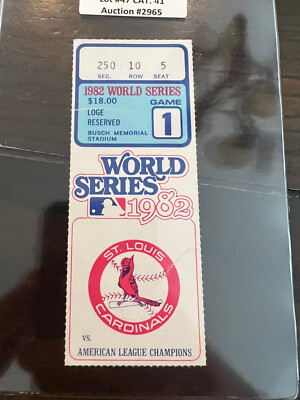 Lot #47 CAT. 41
Auction #2965
250 10 5
SEC. ROW SEAT
1982 WORLD SERIES
$18.00 GAME
LOGE
RESERVED 1
BUSCH MEMORIAL
STADIUM
WORLD
SERIES
1982
ST. LOUIS
CARDINALS
VS.
AMERICAN LEAGUE CHAMPIONS